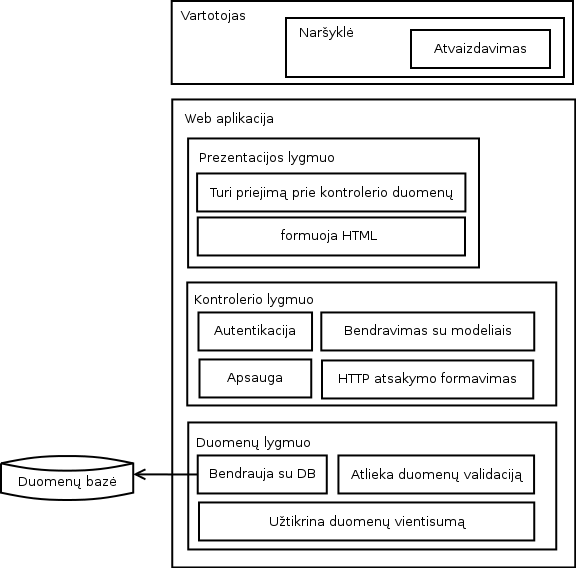 Vartotojas
Naršyklė
Atvaizdavimas
Web aplikacija
Prezentacijos lygmuo
Turi priejimą prie kontrolerio duomenų
formuoja HTML
Kontrolerio lygmuo
Autentikacija
Bendravimas su modeliais
Apsauga
HTTP atsakymo formavimas
Duomenų lygmuo
Bendrauja su DB
Atlieka duomenų validaciją
Duomenų bazė
Užtikrina duomenų vientisumą